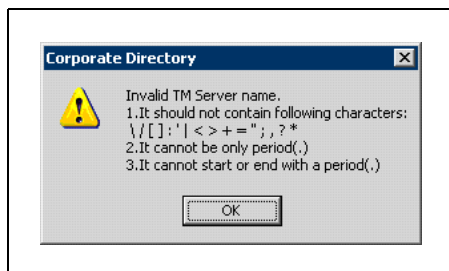 Corporate Directory
Invalid TM Server name.
1.It should not contain following characters:
\ / [ ] : ' | < > + = " ; , ? *
2.It cannot be only period(.)
3.It cannot start or end with a period(.)
OK